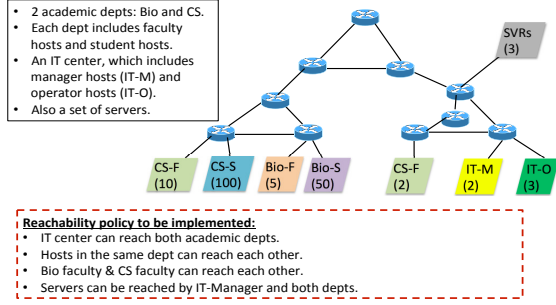 • 2 academic depts: Bio and CS.
• Each dept includes faculty
hosts and student hosts.
• An IT center, which includes
manager hosts (IT-M) and
operator hosts (IT-O).
• Also a set of servers.
SVRs
(3)
CS-F
(10)
CS-S
(100)
Bio-F
(5)
Bio-S
(50)
CS-F
(2)
IT-M
(2)
IT-O
(3)
Reachability policy to be implemented:
• IT center can reach both academic depts.
• Hosts in the same dept can reach each other.
• Bio faculty & CS faculty can reach each other.
• Servers can be reached by IT-Manager and both depts.